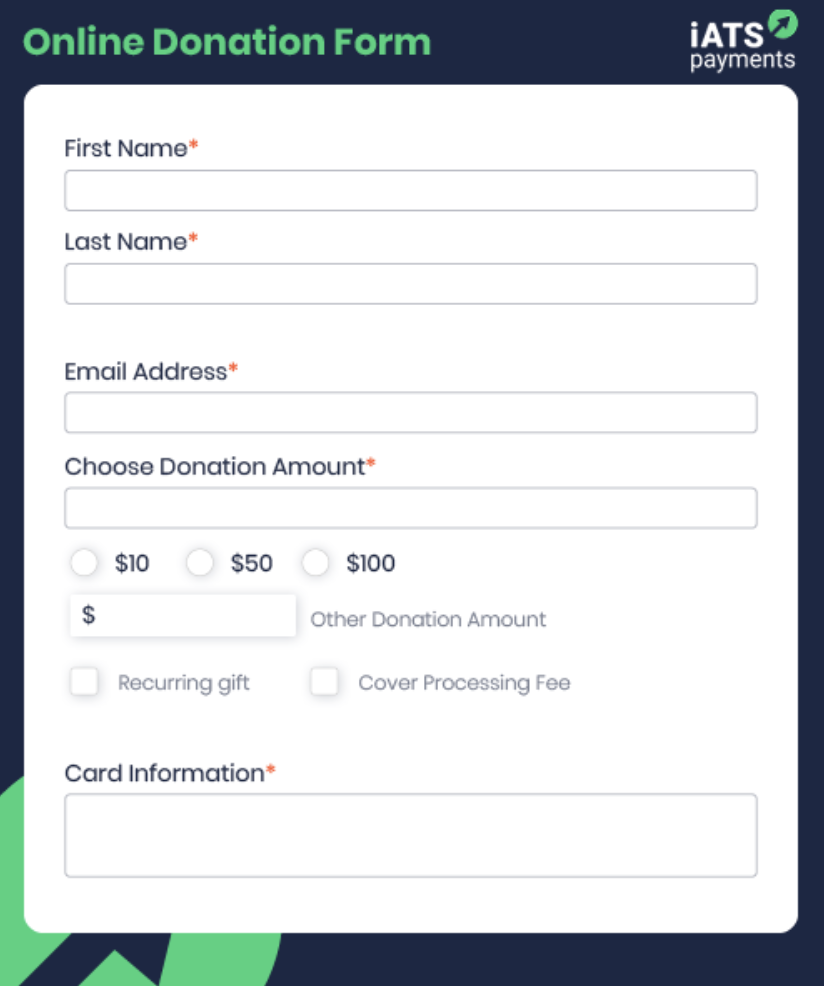 Online Donation Form
iATS
payments
First Name*
Last Name*
Email Address*
Choose Donation Amount*
$10 $50 $100
$ Other Donation Amount
Recurring gift Cover Processing Fee
Card Information*